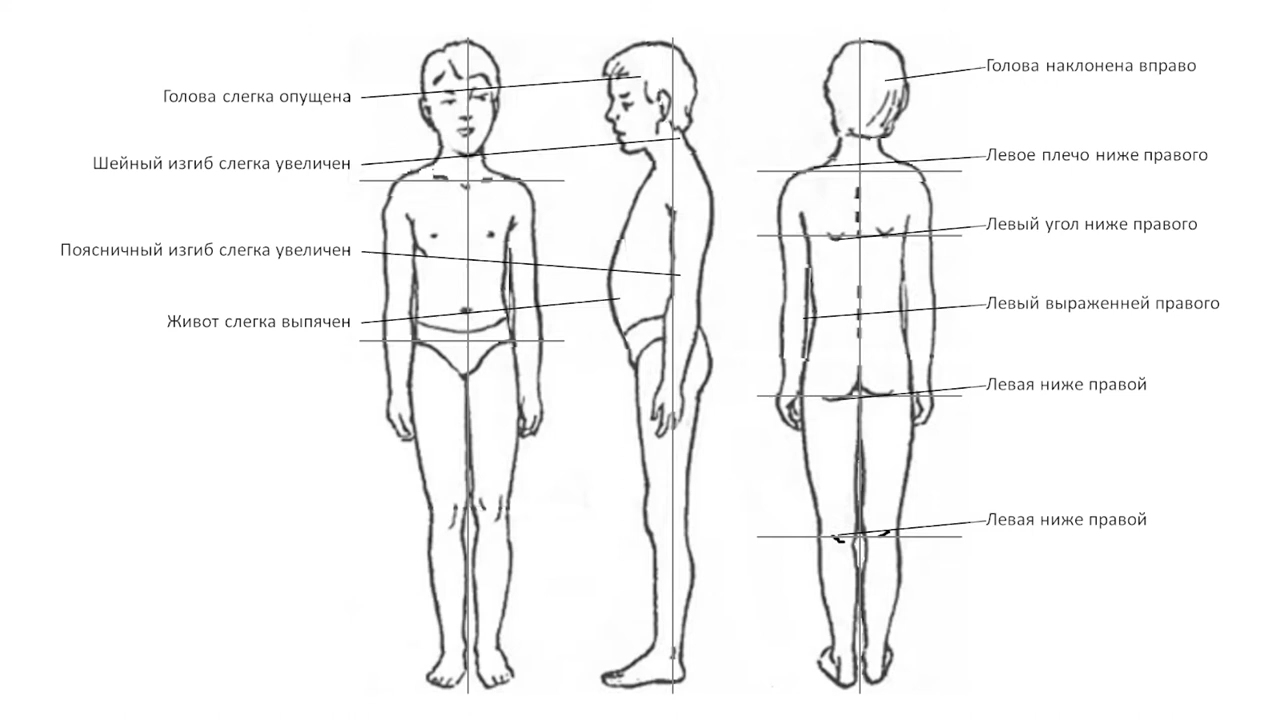 Голова слегка опущена
Шейный изгиб слегка увеличен
Поясничный изгиб слегка увеличен
Живот слегка выпячен
Голова наклонена вправо
Левое плечо ниже правого
Левый угол ниже правого
Левый выраженней правого
Левая ниже правой
Левая ниже правой